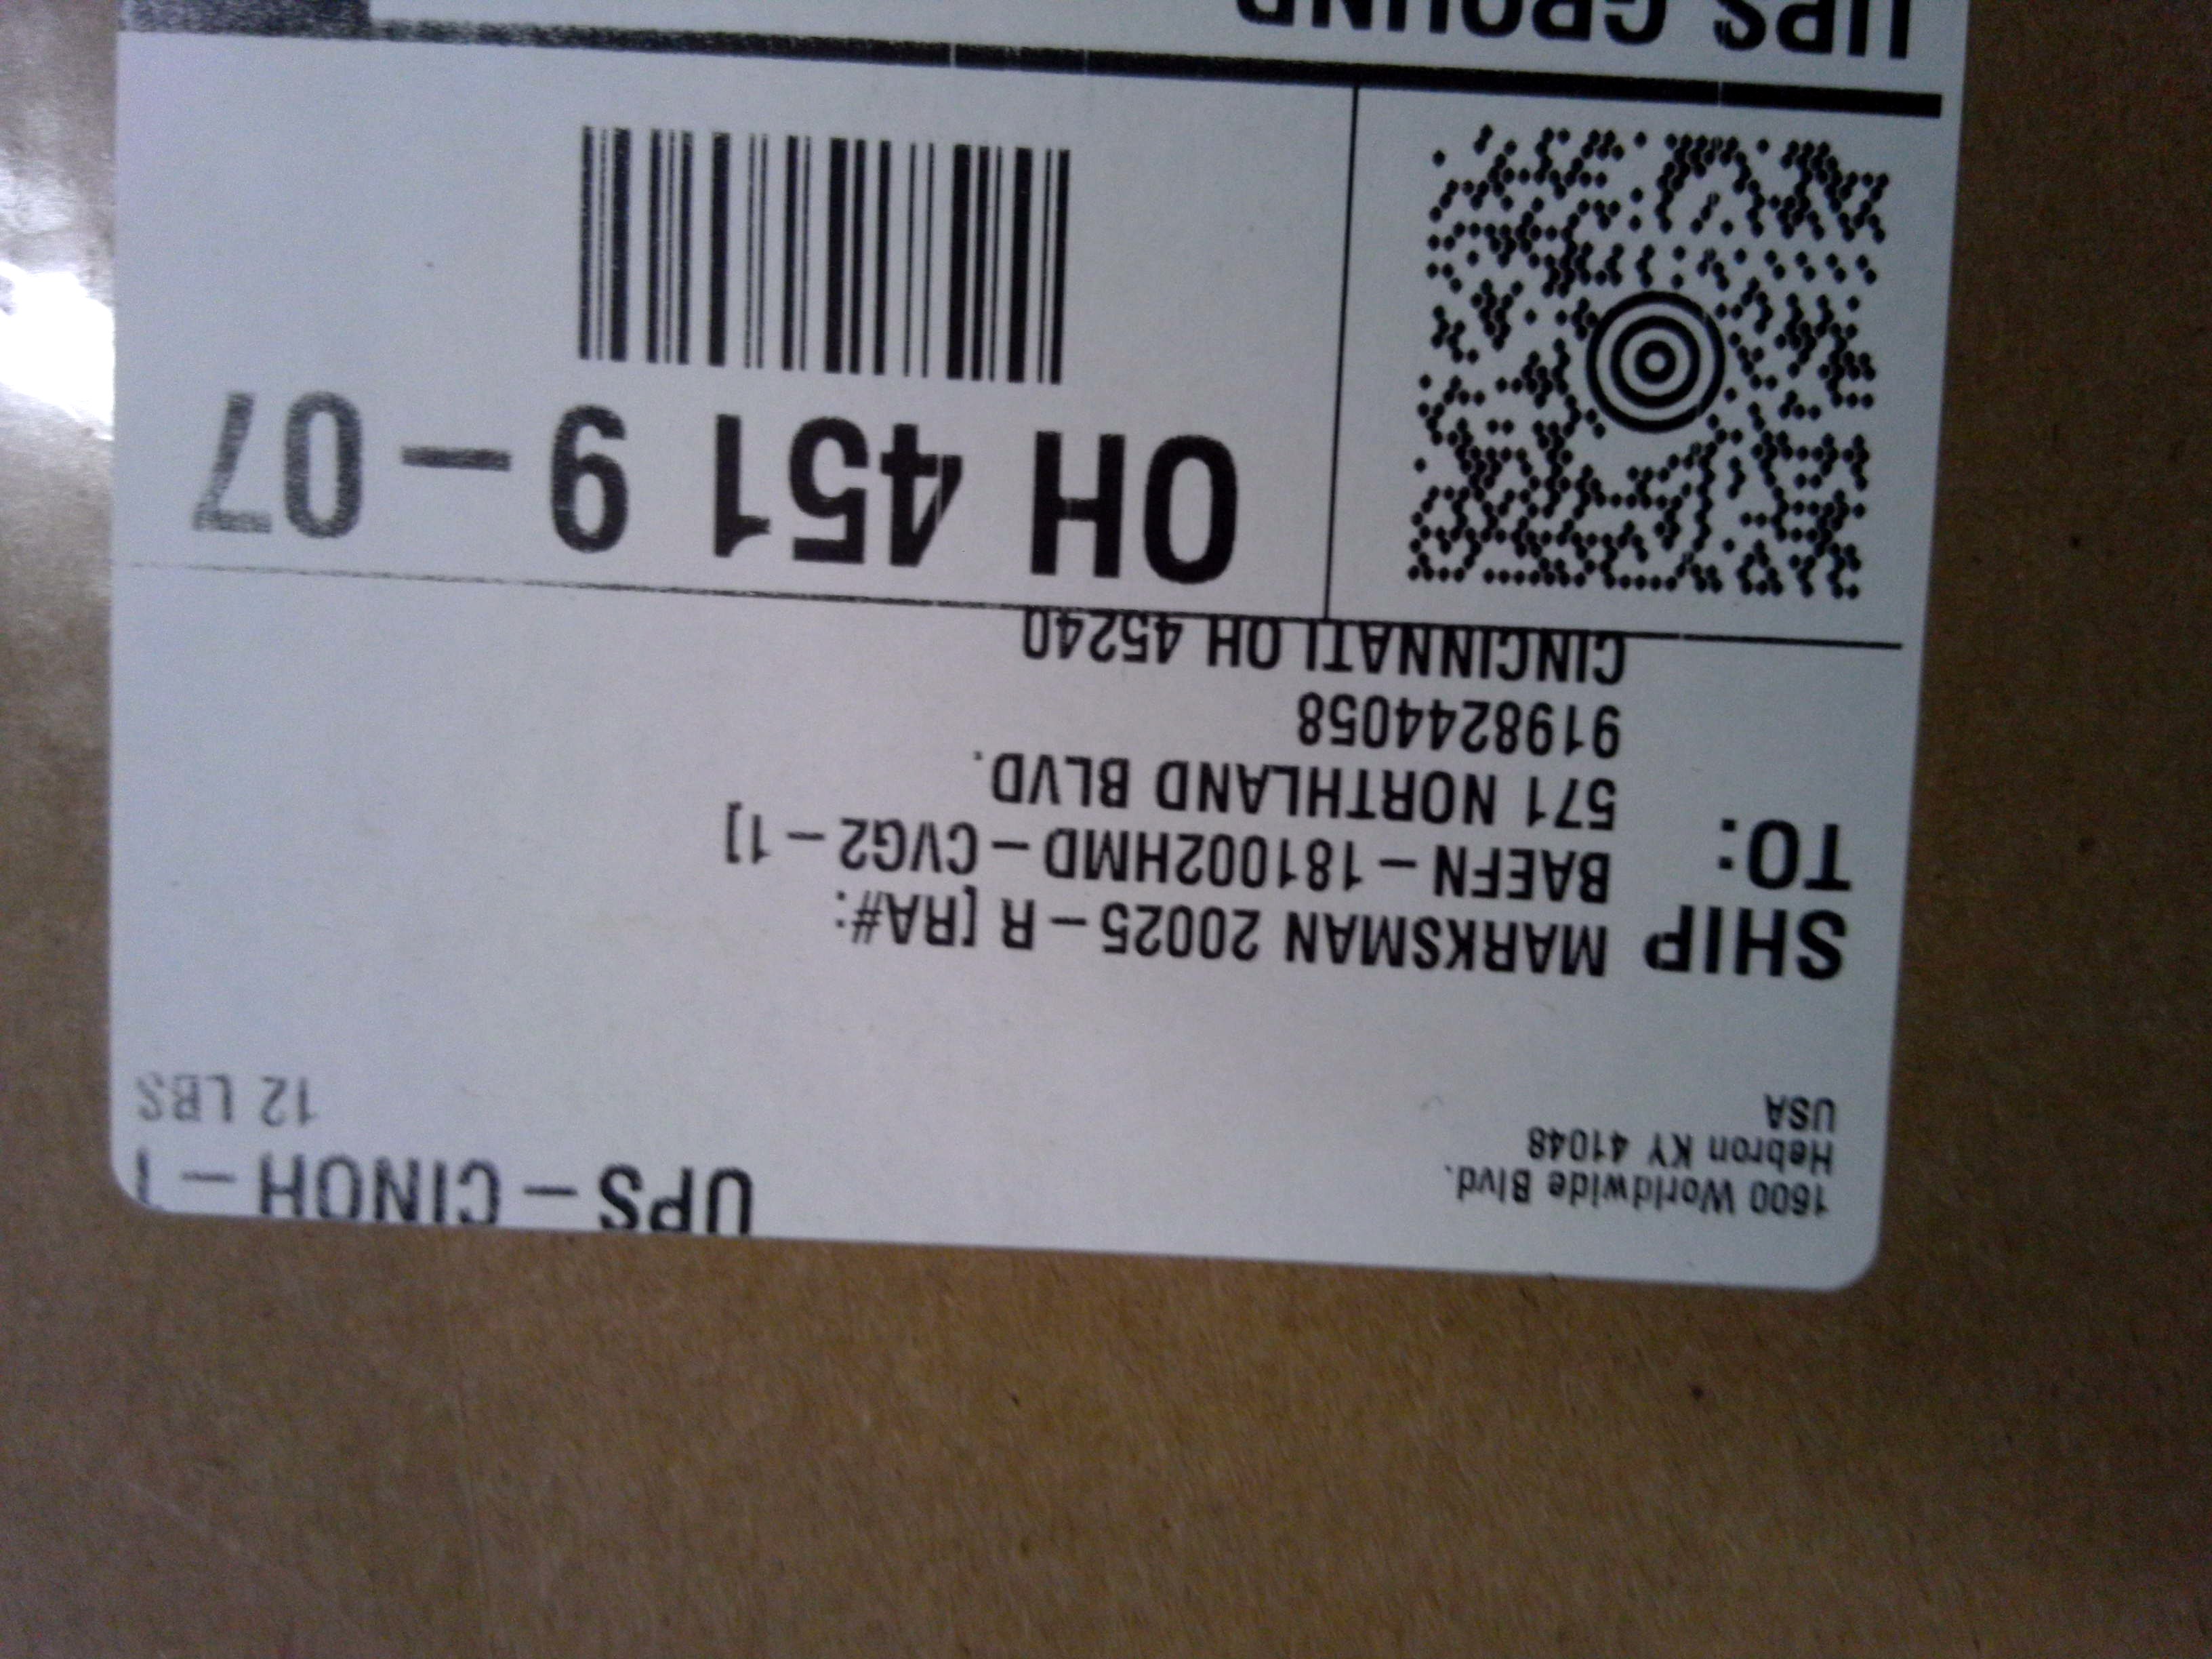 UPS – CINOH –
1600 Worldwide Blvd.
Hebron KY 41048
USA
12 LBS
SHIP
TO:
MARKSMAN 20025 – R [RA#:
BAEFN – 181002HMD – CVG2 – 1]
571 NORTHLAND BLVD.
9198244058
CINCINNATI OH 45240
OH 451 9 – 07
UPS GROUND